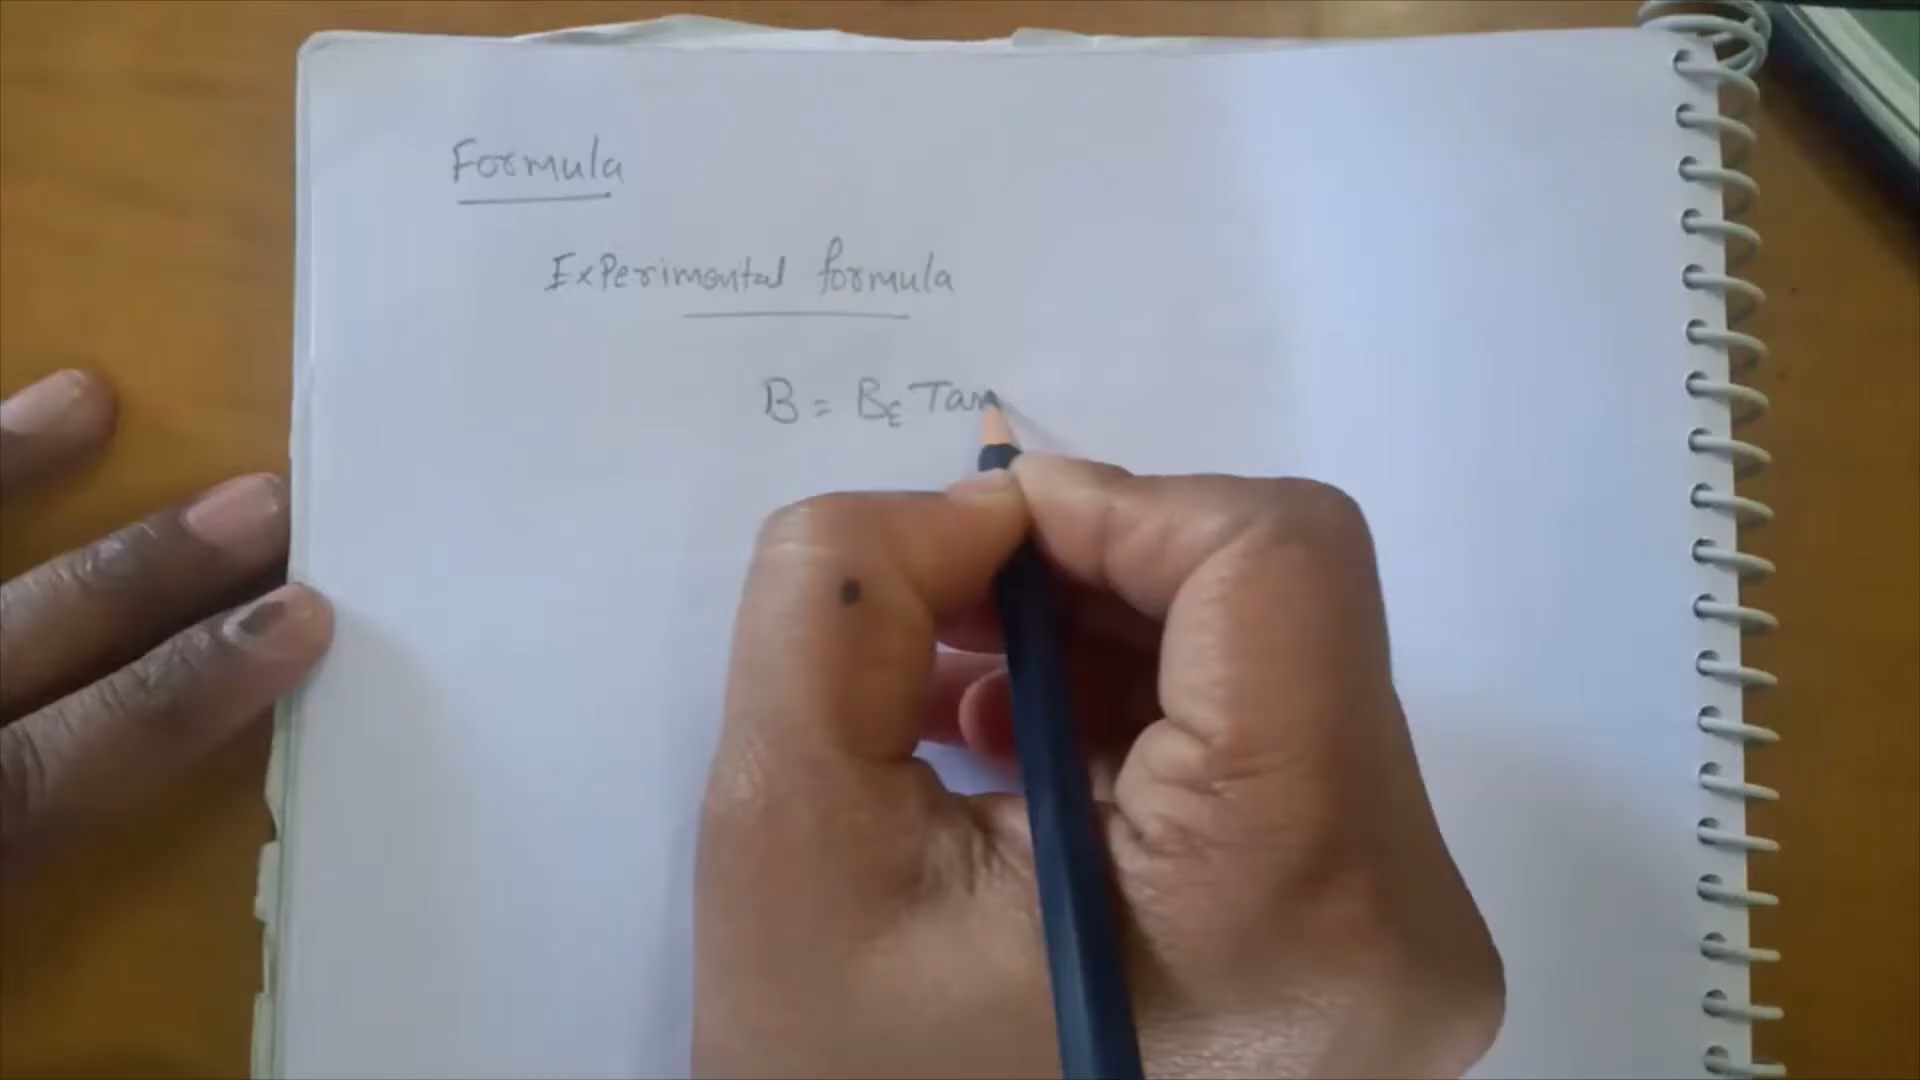 Formula
Experimental formula
B = BE Tan